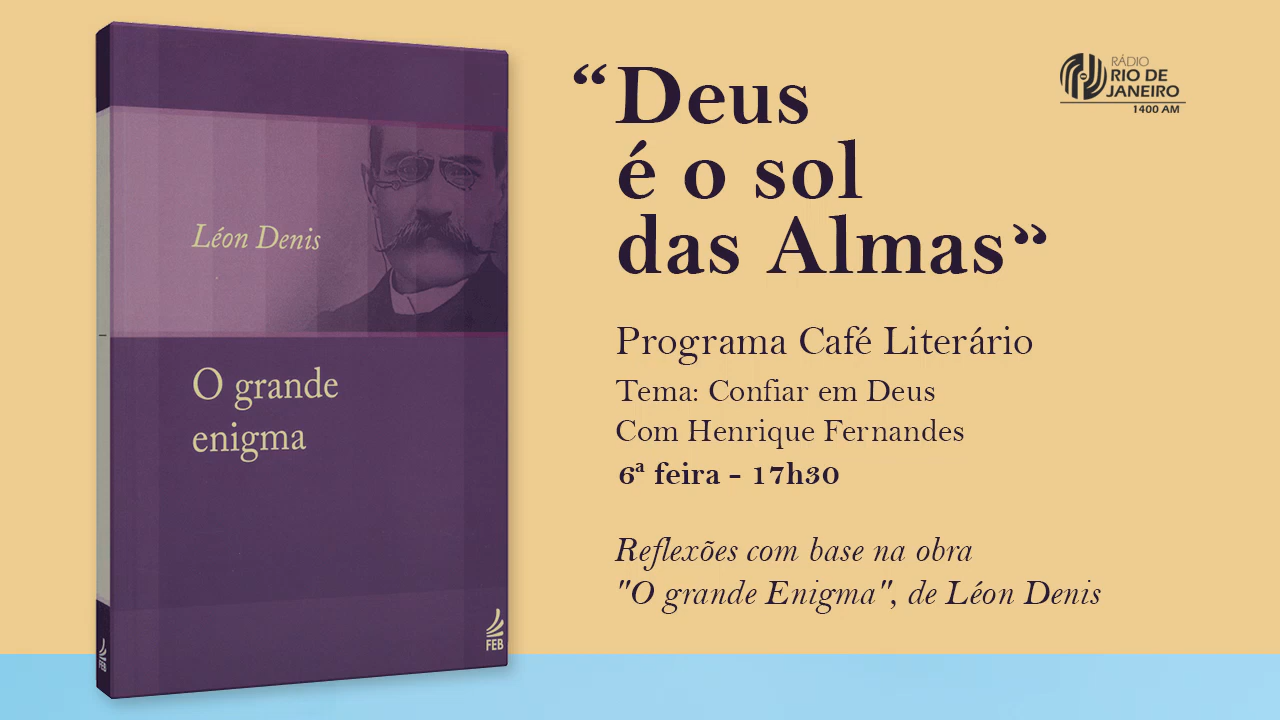 Léon Denis
O grande
enigma
FEB
FEB
“Deus
é o sol
das Almas”
RÁDIO
RIO DE
JANEIRO
1400 AM
Programa Café Literário
Tema: Confiar em Deus
Com Henrique Fernandes
6ª feira - 17h30
Reflexões com base na obra
"O grande Enigma", de Léon Denis